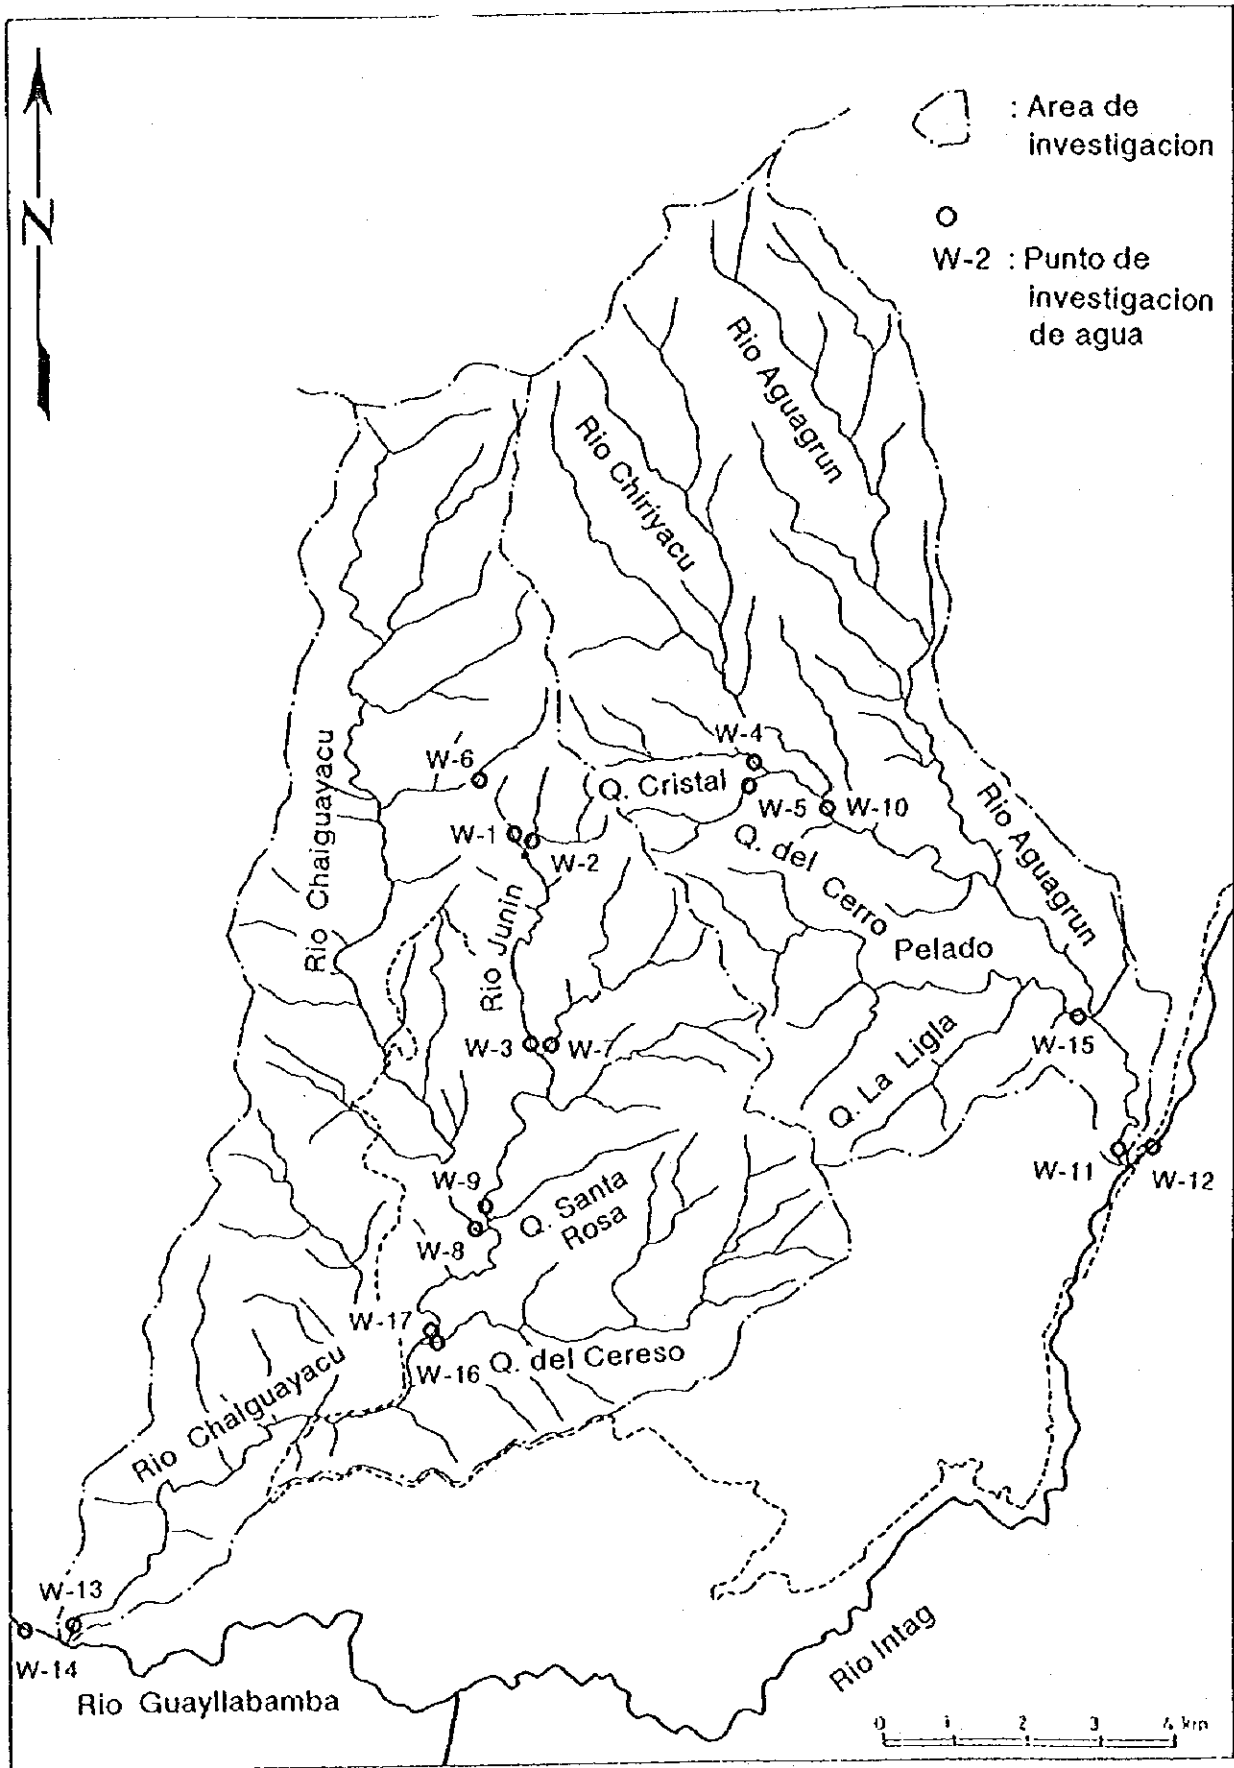 N
: Area de
investigacion
W-2 : Punto de
investigacion
de agua
Rio Aguagrun
Rio Chiriyacu
W-4
W-6
Q. Cristal
W-5
W-10
Rio Aguagrun
Rio Chaiguayacu
W-1
W-2
Q. del Cerro
Pelado
Rio Junin
W-3
W-7
Q. La Ligla
W-15
W-11
W-12
W-9
Q. Santa
Rosa
W-8
W-17
W-16
Q. del Cereso
Rio Chalguayacu
W-13
W-14
Rio Guayllabamba
Rio Intag
0 1 2 3 4 km